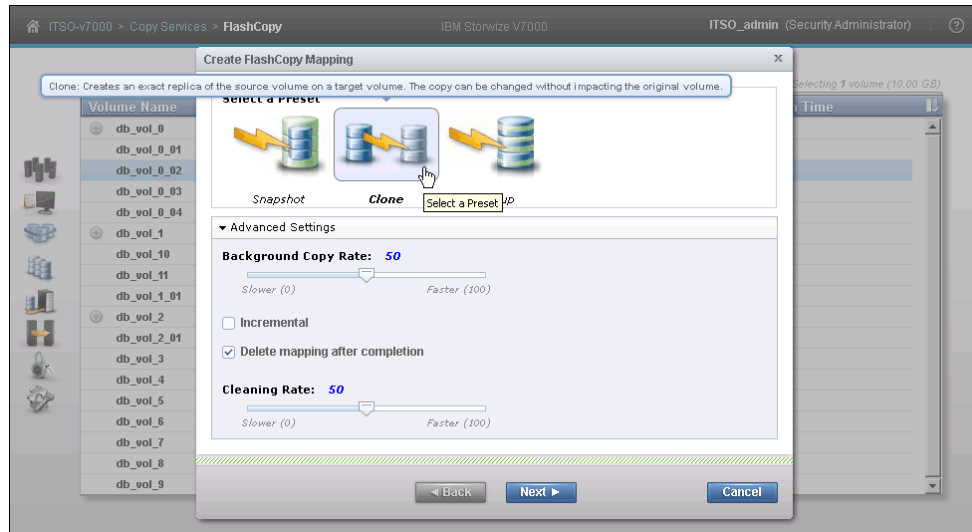 ITSO-v7000 > Copy Services > FlashCopy
IBM Storwize V7000
ITSO_admin (Security Administrator)
?
Create FlashCopy Mapping
x
Clone: Creates an exact replica of the source volume on a target volume. The copy can be changed without impacting the original volume.
Selecting 1 volume (10.00 GB)
Volume Name
Time
Select a Preset
Snapshot
Clone
Select a Preset
up
Advanced Settings
Background Copy Rate: 50
Slower (0)
Faster (100)
Incremental
Delete mapping after completion
Cleaning Rate: 50
Slower (0)
Faster (100)
db_vol_0
db_vol_0_01
db_vol_0_02
db_vol_0_03
db_vol_0_04
db_vol_1
db_vol_10
db_vol_11
db_vol_1_01
db_vol_2
db_vol_2_01
db_vol_3
db_vol_4
db_vol_5
db_vol_6
db_vol_7
db_vol_8
db_vol_9
Back
Next
Cancel